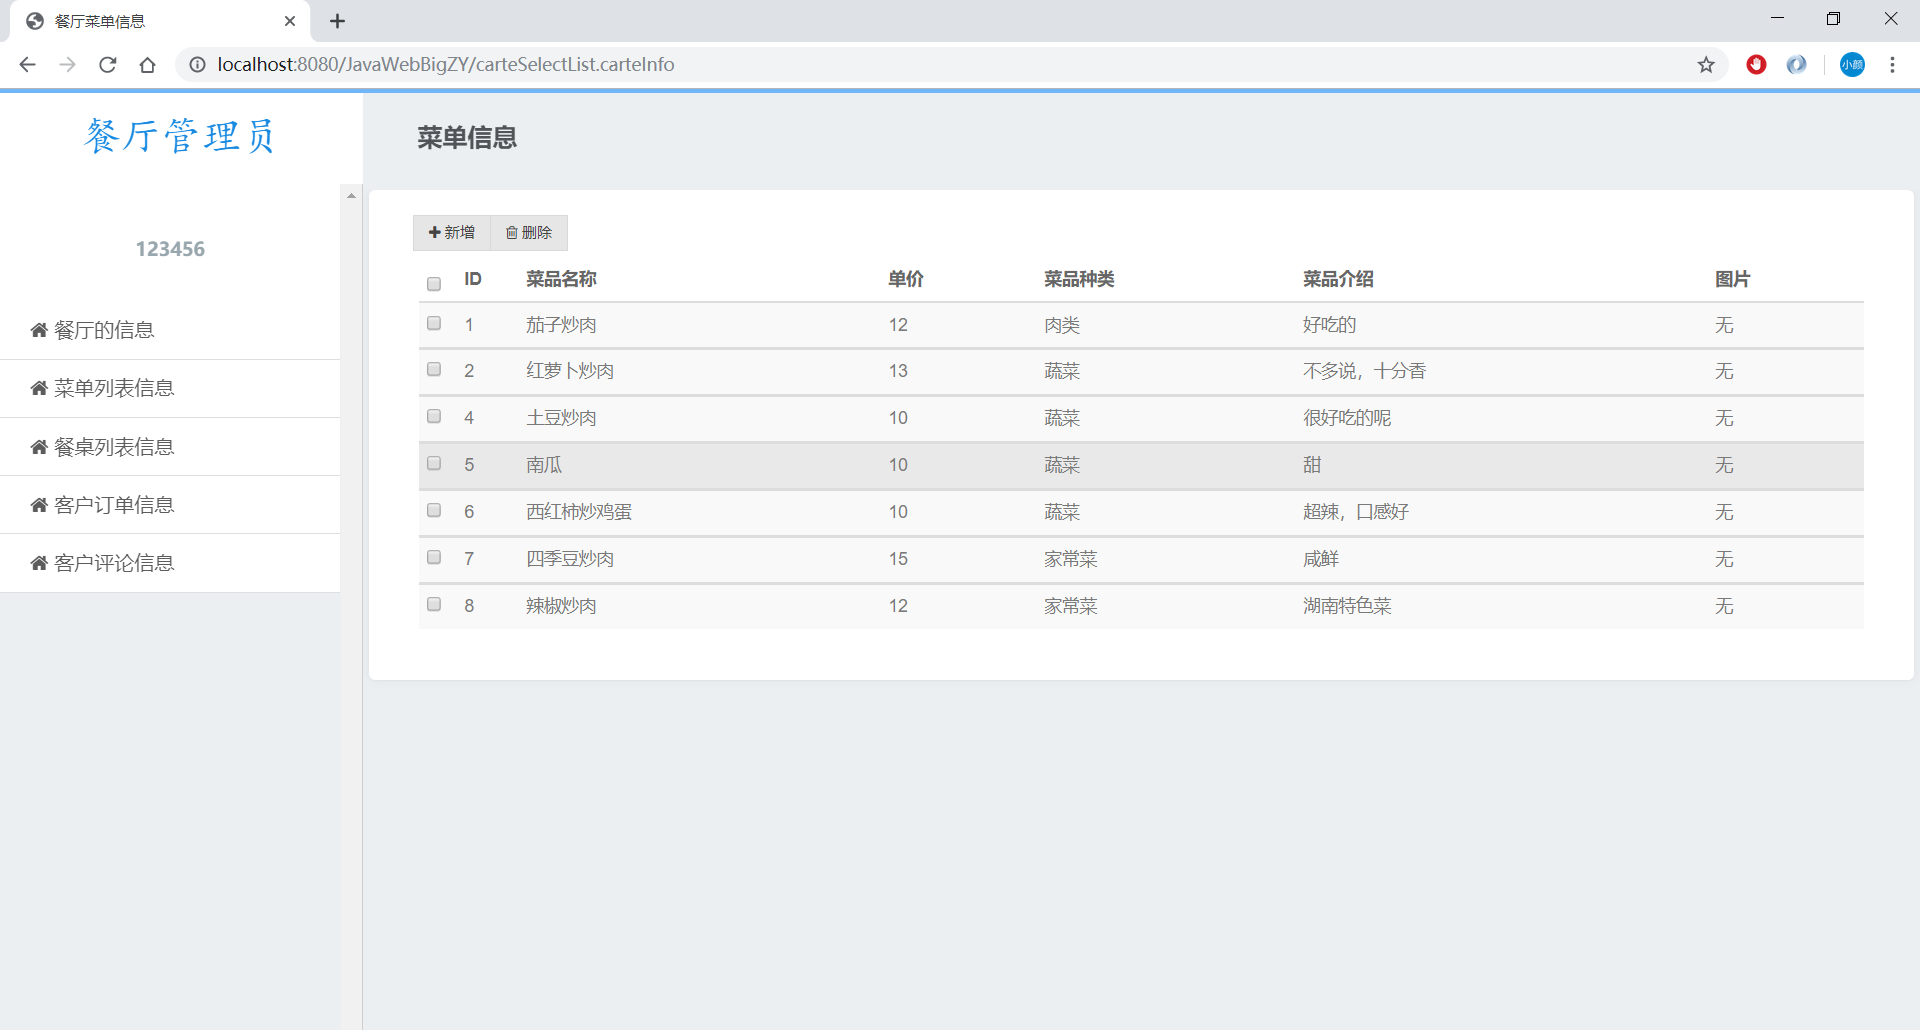 餐厅菜单信息
localhost:8080/JavaWebBigZY/carteSelectList.carteInfo
小颜
餐厅管理员
123456
餐厅的信息
菜单列表信息
餐桌列表信息
客户订单信息
客户评论信息
菜单信息
新增 删除
ID 菜品名称 单价 菜品种类 菜品介绍 图片
1 茄子炒肉 12 肉类 好吃的 无
2 红萝卜炒肉 13 蔬菜 不多说，十分香 无
4 土豆炒肉 10 蔬菜 很好吃的呢 无
5 南瓜 10 蔬菜 甜 无
6 西红柿炒鸡蛋 10 蔬菜 超辣，口感好 无
7 四季豆炒肉 15 家常菜 咸鲜 无
8 辣椒炒肉 12 家常菜 湖南特色菜 无